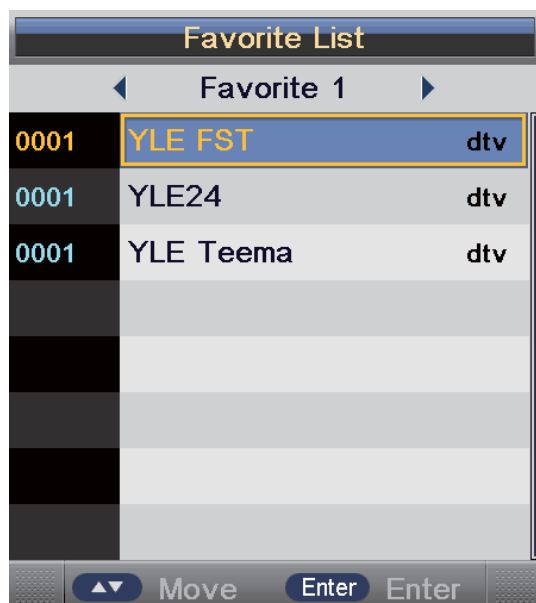 Favorite List
Favorite 1
0001 YLE FST dtv
0001 YLE24 dtv
0001 YLE Teema dtv
Move Enter Enter